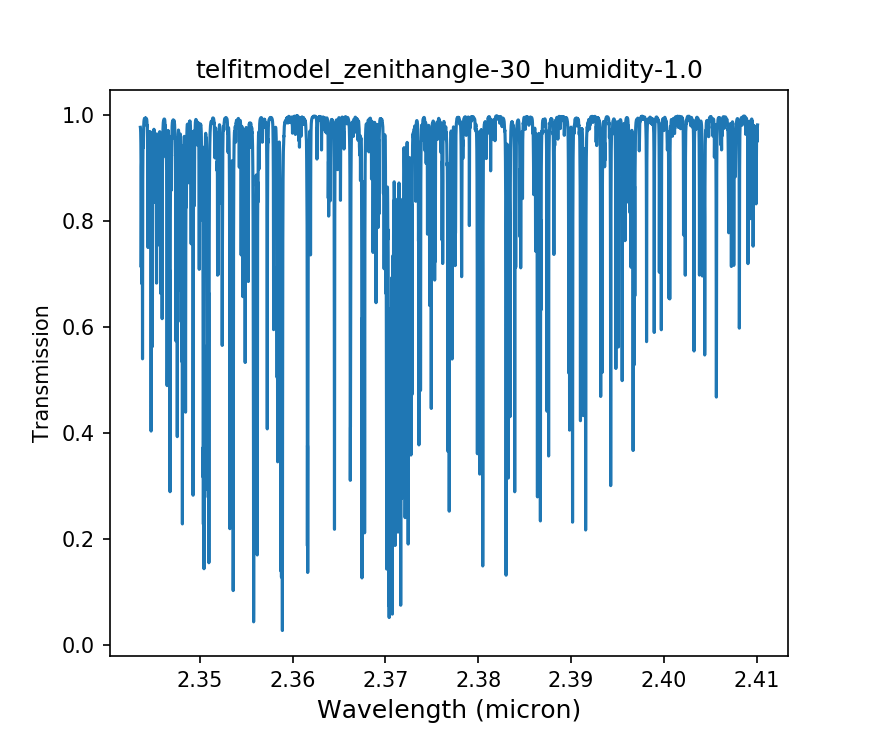 telfitmodel_zenithangle-30_humidity-1.0
Transmission
1.0
0.8
0.6
0.4
0.2
0.0
2.35 2.36 2.37 2.38 2.39 2.40 2.41
Wavelength (micron)